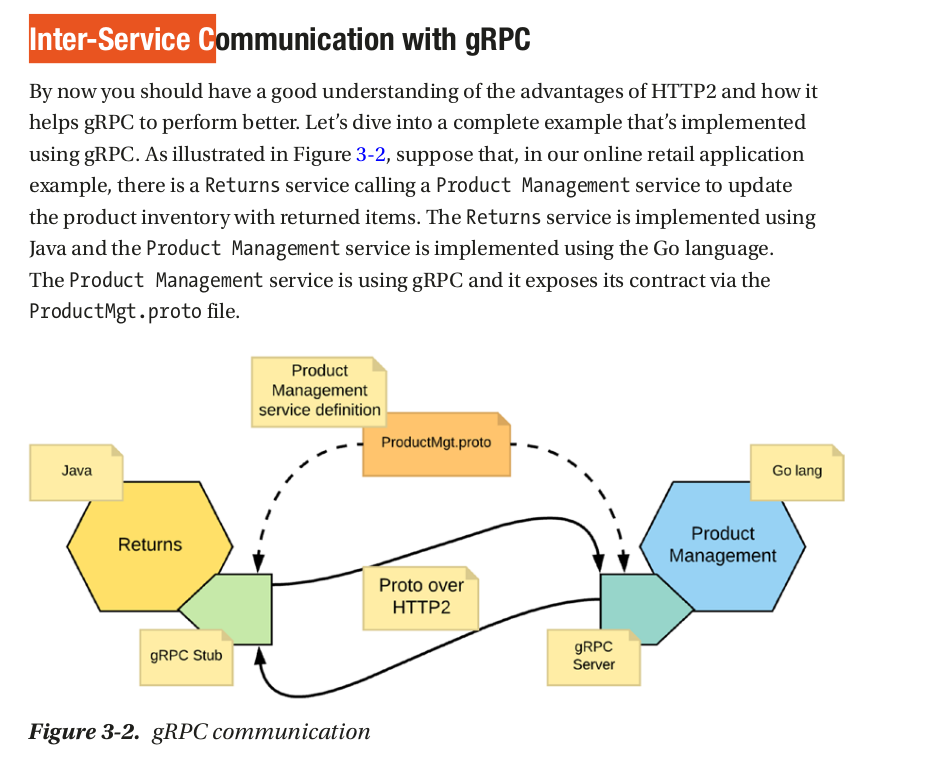 Inter-Service Communication with gRPC
By now you should have a good understanding of the advantages of HTTP2 and how it
helps gRPC to perform better. Let’s dive into a complete example that’s implemented
using gRPC. As illustrated in Figure 3-2, suppose that, in our online retail application
example, there is a Returns service calling a Product Management service to update
the product inventory with returned items. The Returns service is implemented using
Java and the Product Management service is implemented using the Go language.
The Product Management service is using gRPC and it exposes its contract via the
ProductMgt.proto file.
Product
Management
service definition
ProductMgt.proto
Java
Go lang
Returns
Product
Management
Proto over
HTTP2
gRPC Stub
gRPC
Server
Figure 3-2. gRPC communication